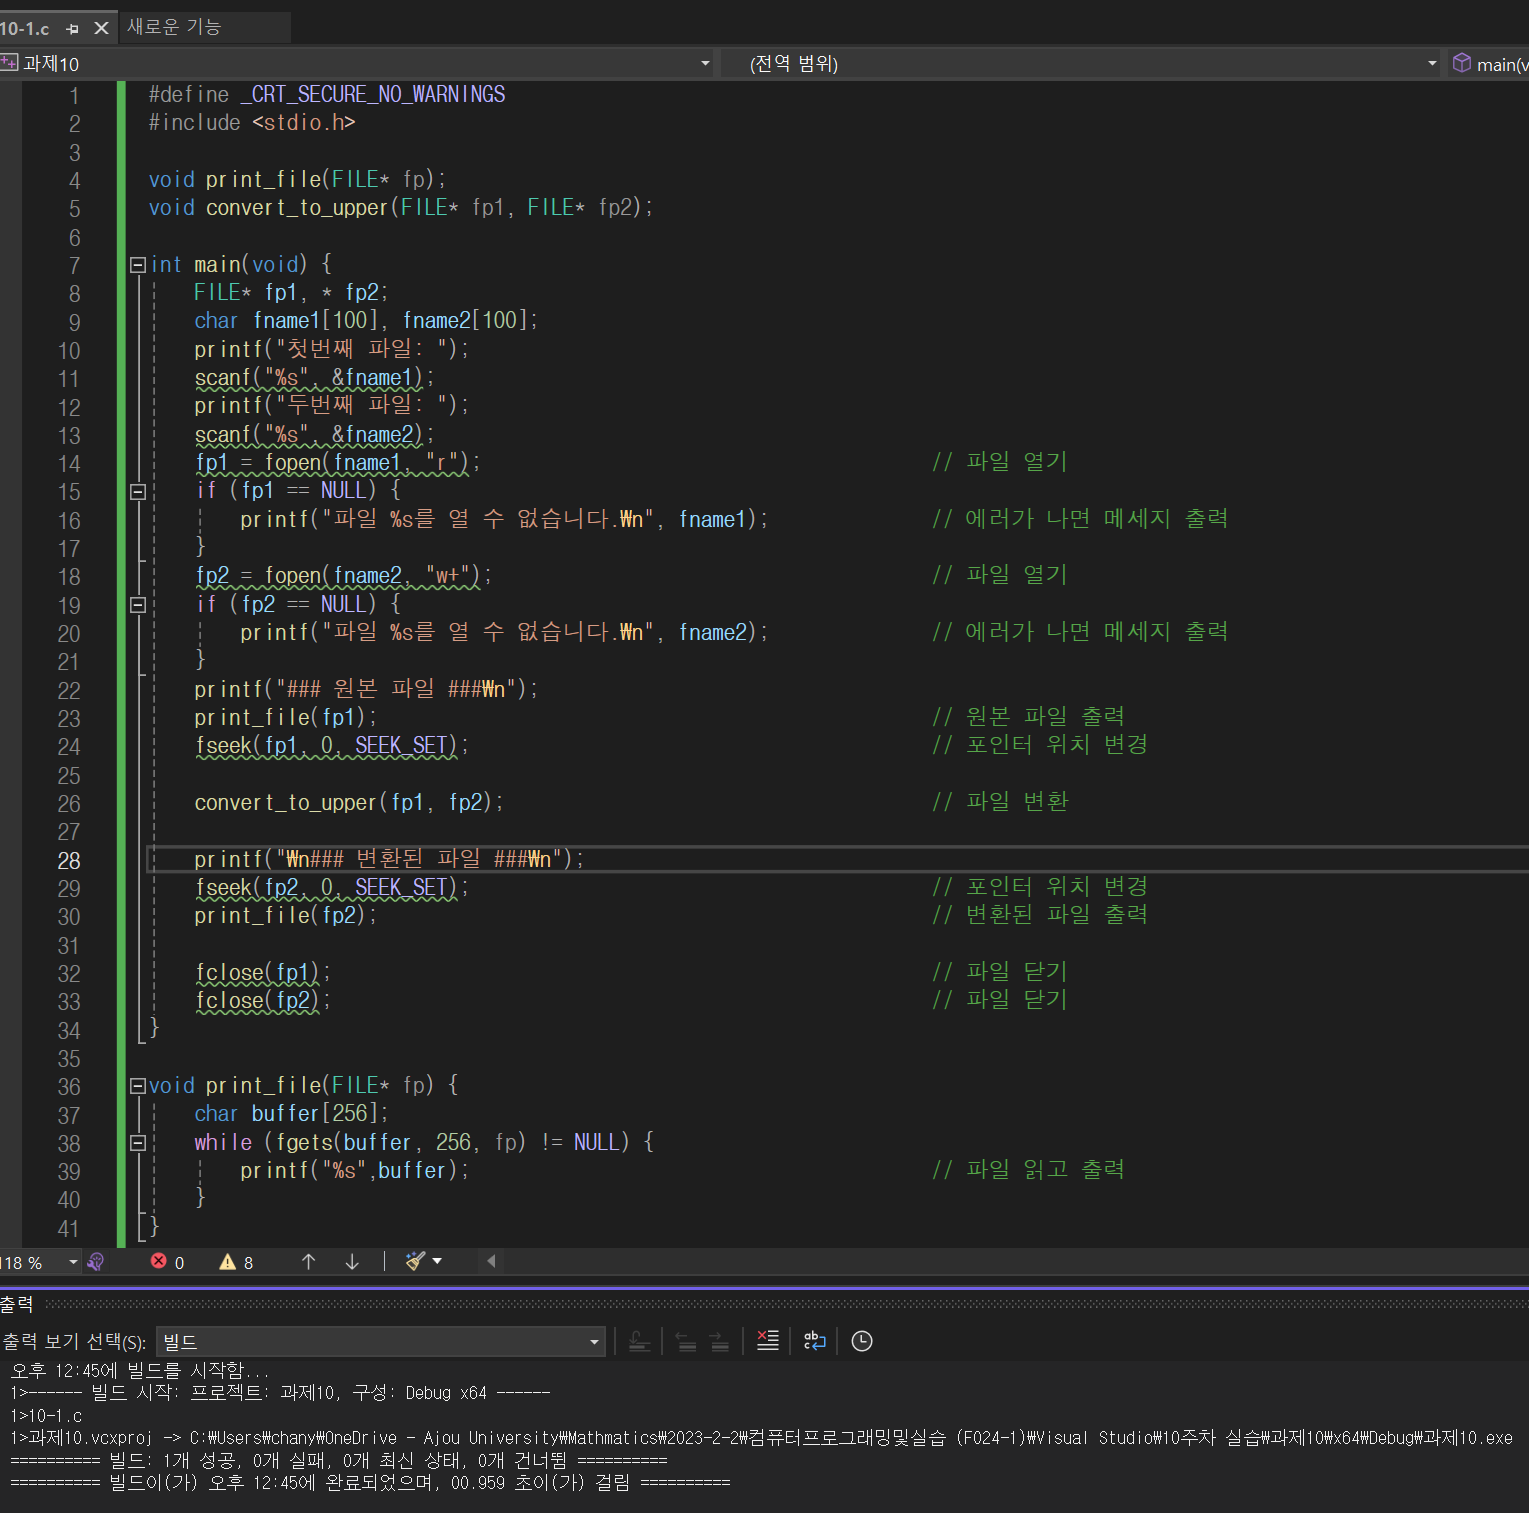 10-1.c 새로운 기능
과제10 (전역 범위) main(v
1 #define _CRT_SECURE_NO_WARNINGS
2 #include <stdio.h>
3
4 void print_file(FILE* fp);
5 void convert_to_upper(FILE* fp1, FILE* fp2);
6
7 int main(void) {
8 FILE* fp1, * fp2;
9 char fname1[100], fname2[100];
10 printf("첫번째 파일: ");
11 scanf("%s", &fname1);
12 printf("두번째 파일: ");
13 scanf("%s", &fname2);
14 fp1 = fopen(fname1, "r"); // 파일 열기
15 if (fp1 == NULL) {
16 printf("파일 %s를 열 수 없습니다.₩n", fname1); // 에러가 나면 메세지 출력
17 }
18 fp2 = fopen(fname2, "w+"); // 파일 열기
19 if (fp2 == NULL) {
20 printf("파일 %s를 열 수 없습니다.₩n", fname2); // 에러가 나면 메세지 출력
21 }
22 printf("### 원본 파일 ###₩n");
23 print_file(fp1); // 원본 파일 출력
24 fseek(fp1, 0, SEEK_SET); // 포인터 위치 변경
25
26 convert_to_upper(fp1, fp2); // 파일 변환
27
28 printf("₩n### 변환된 파일 ###₩n");
29 fseek(fp2, 0, SEEK_SET); // 포인터 위치 변경
30 print_file(fp2); // 변환된 파일 출력
31
32 fclose(fp1); // 파일 닫기
33 fclose(fp2); // 파일 닫기
34 }
35
36 void print_file(FILE* fp) {
37 char buffer[256];
38 while (fgets(buffer, 256, fp) != NULL) {
39 printf("%s",buffer); // 파일 읽고 출력
40 }
41 }
118 % 0 8
출력
출력 보기 선택(S): 빌드
오후 12:45에 빌드를 시작함...
1>------ 빌드 시작: 프로젝트: 과제10, 구성: Debug x64 ------
1>10-1.c
1>과제10.vcxproj -> C:₩Users₩chany₩OneDrive - Ajou University₩Mathmatics₩2023-2-2₩컴퓨터프로그래밍및실습 (F024-1)₩Visual Studio₩10주차 실습₩과제10₩x64₩Debug₩과제10.exe
========== 빌드: 1개 성공, 0개 실패, 0개 최신 상태, 0개 건너뜀 ==========
========== 빌드이(가) 오후 12:45에 완료되었으며, 00.959 초이(가) 걸림 ==========